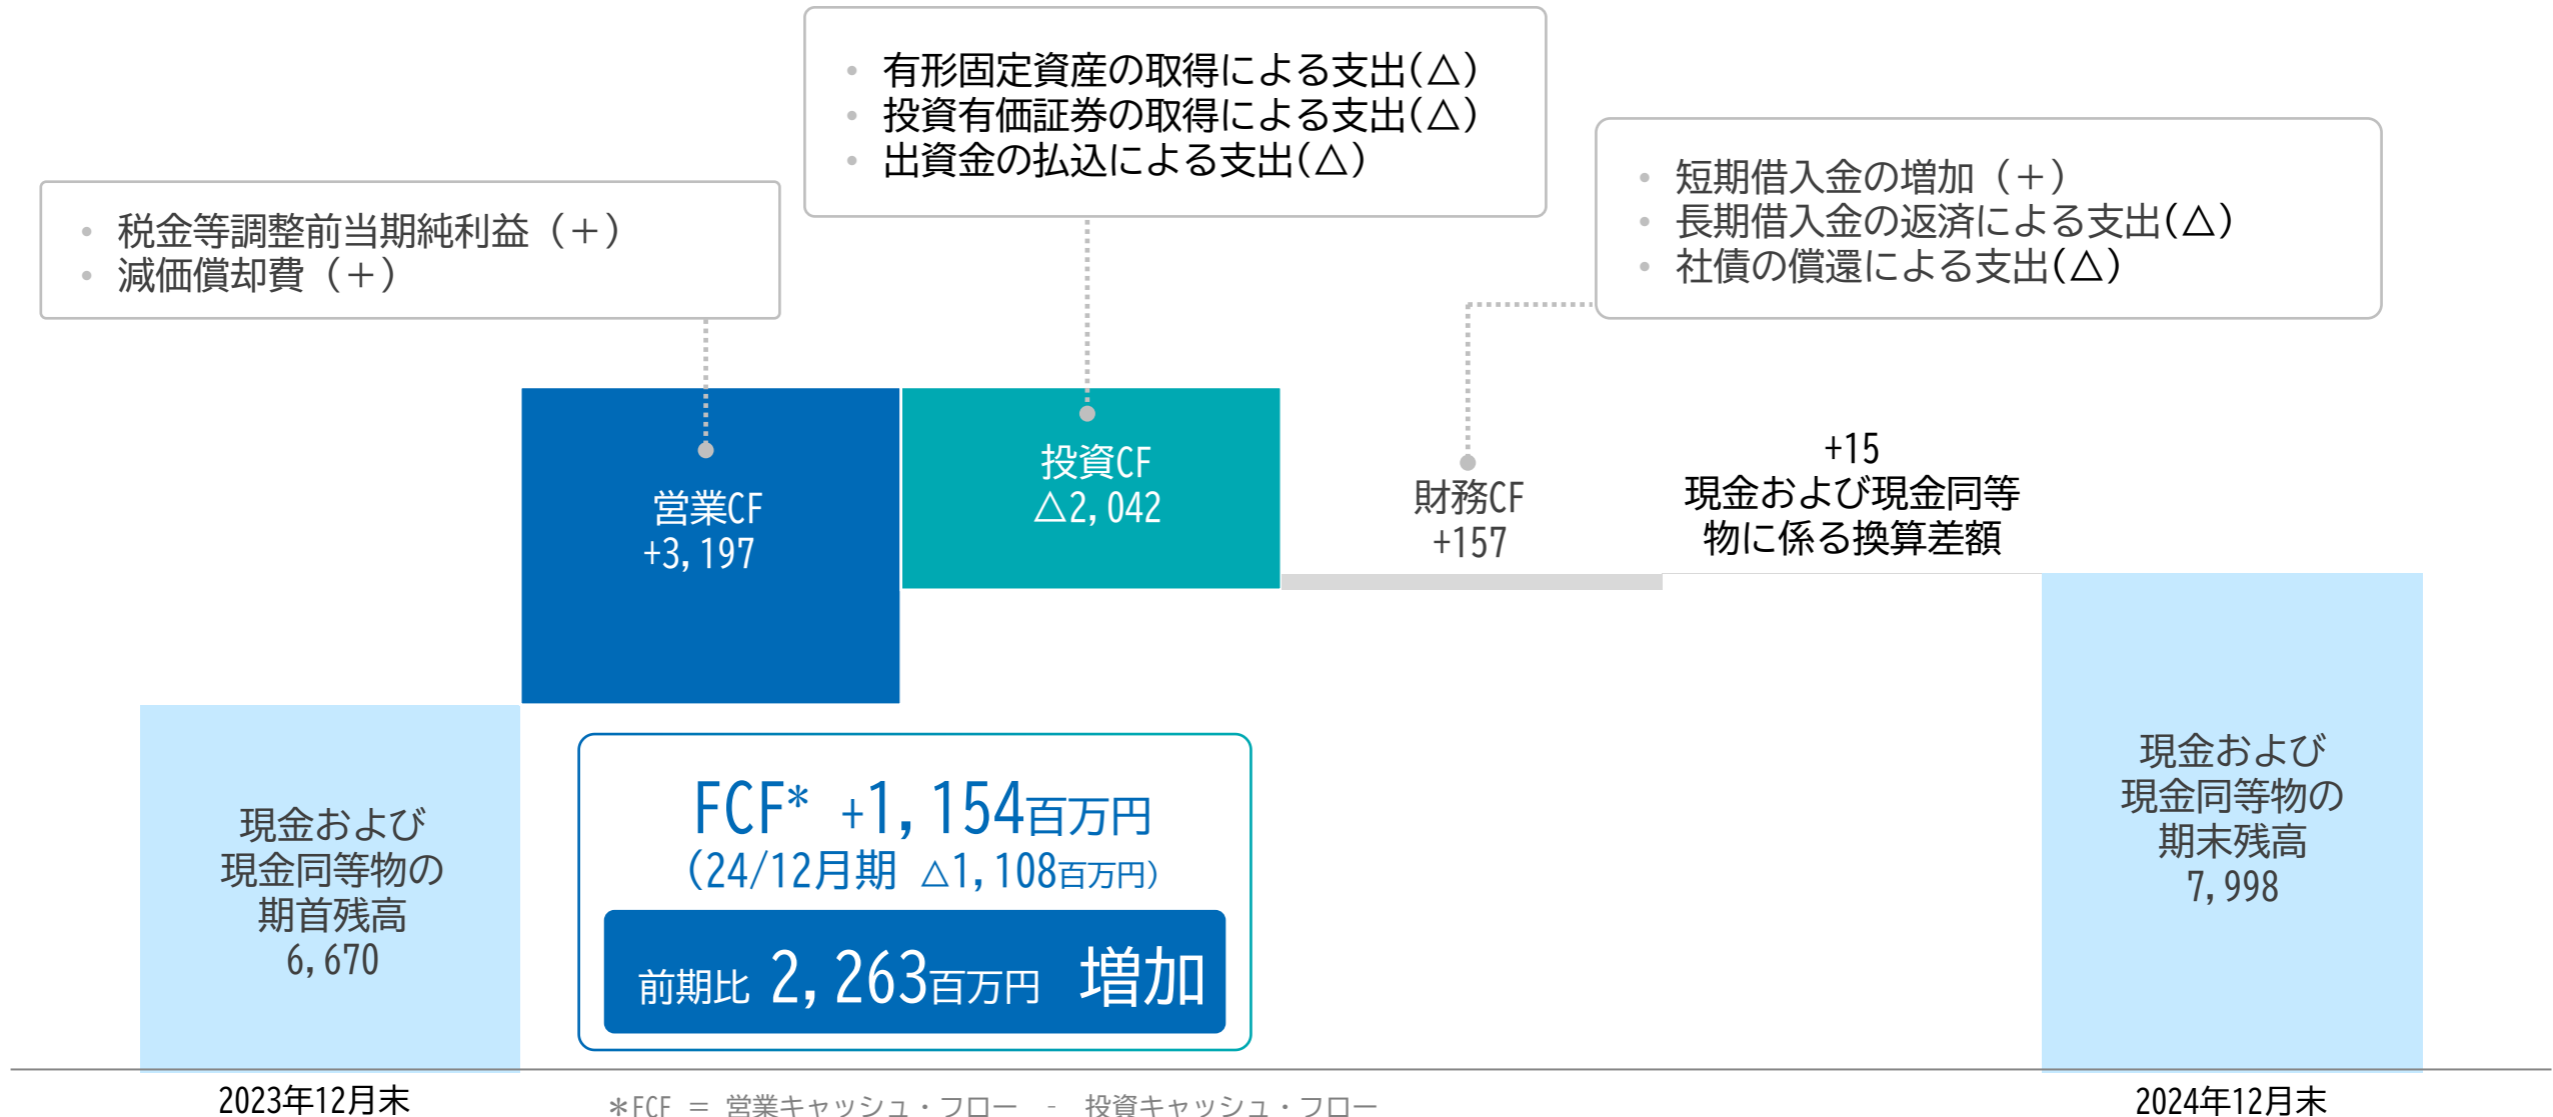 ・ 有形固定資産の取得による支出(△)
・ 投資有価証券の取得による支出(△)
・ 出資金の払込による支出(△)
・ 短期借入金の増加（＋）
・ 長期借入金の返済による支出(△)
・ 社債の償還による支出(△)
・ 税金等調整前当期純利益（＋）
・ 減価償却費（＋）
営業CF
+3,197
投資CF
△2,042
財務CF
+157
+15
現金および現金同等
物に係る換算差額
現金および
現金同等物の
期首残高
6,670
FCF* +1,154百万円
（24/12月期 △1,108百万円）
前期比 2,263百万円 増加
現金および
現金同等物の
期末残高
7,998
2023年12月末
*FCF = 営業キャッシュ・フロー - 投資キャッシュ・フロー
2024年12月末